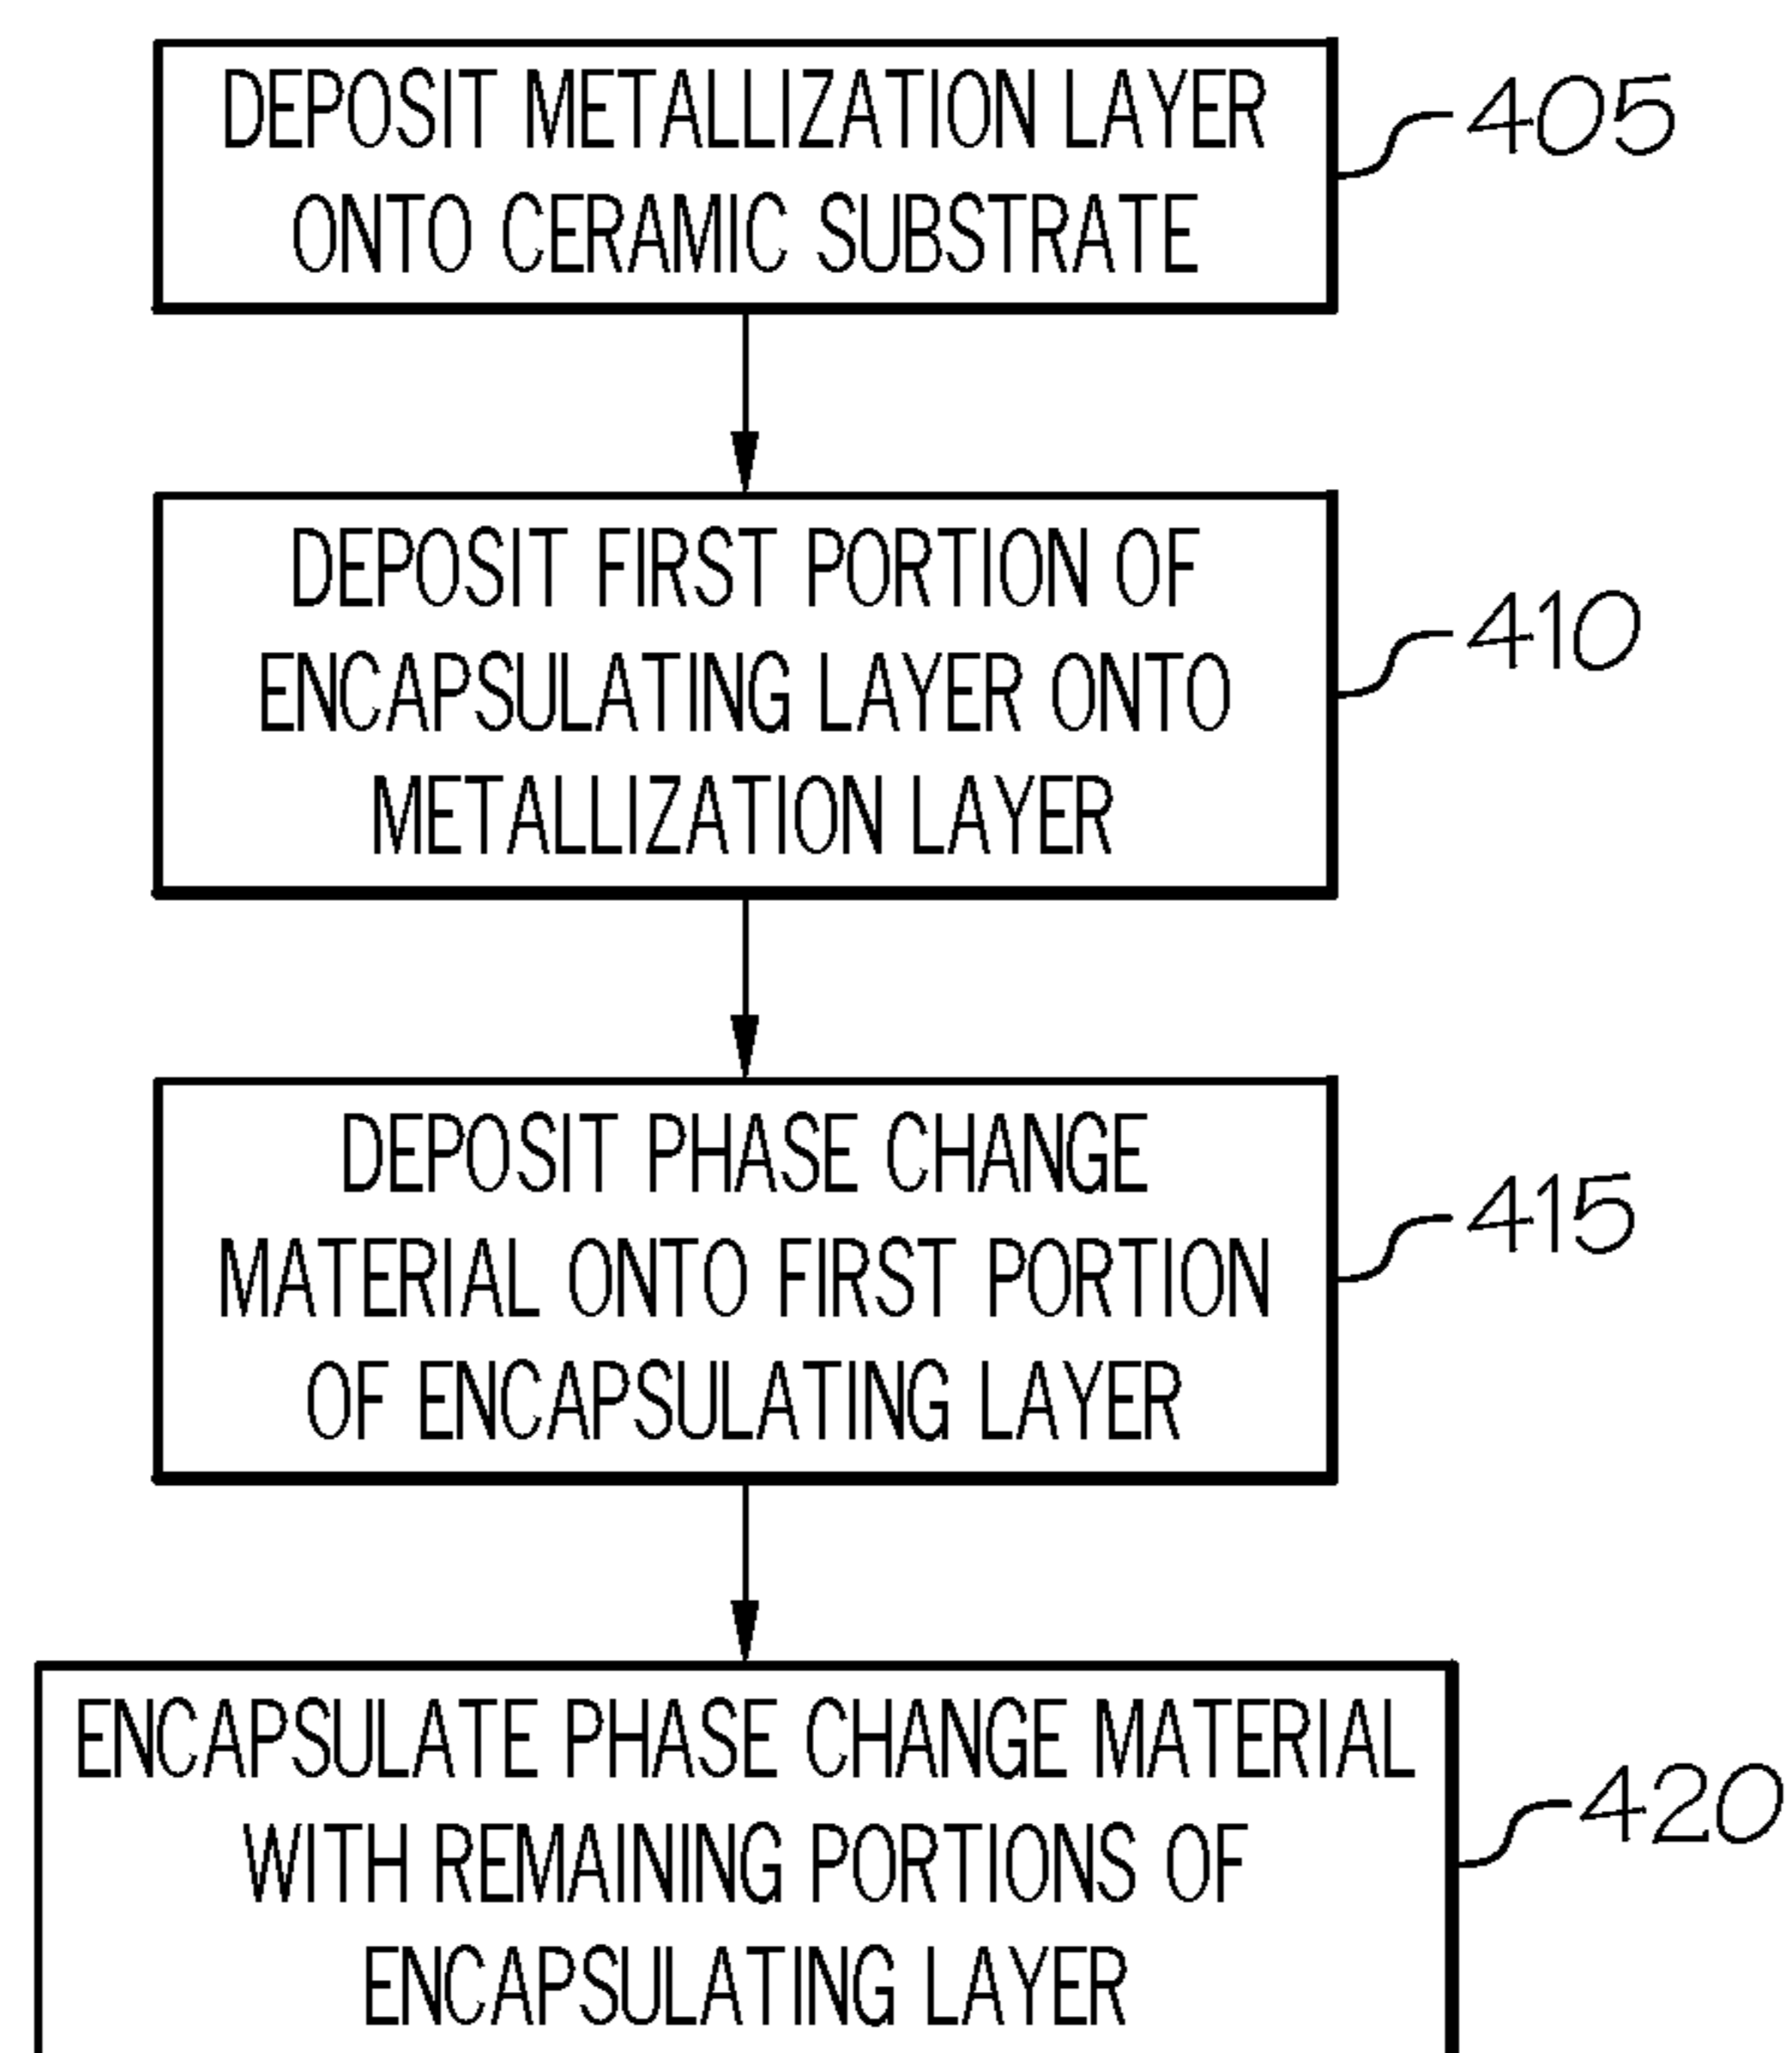 DEPOSIT METALLIZATION LAYER
ONTO CERAMIC SUBSTRATE
405
DEPOSIT FIRST PORTION OF
ENCAPSULATING LAYER ONTO
METALLIZATION LAYER
410
DEPOSIT PHASE CHANGE
MATERIAL ONTO FIRST PORTION
OF ENCAPSULATING LAYER
415
ENCAPSULATE PHASE CHANGE MATERIAL
WITH REMAINING PORTIONS OF
ENCAPSULATING LAYER
420